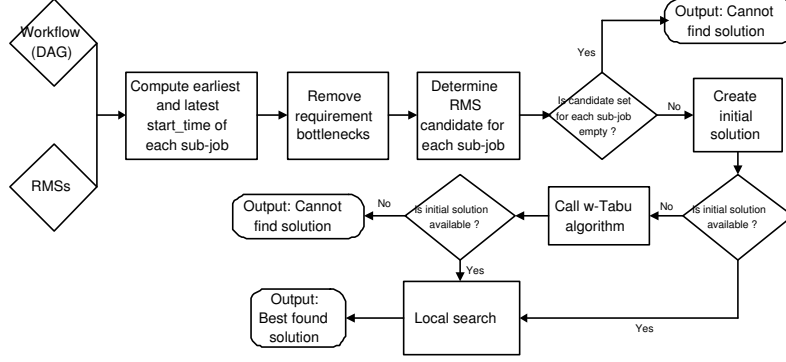 Workflow
(DAG)
RMSs
Compute earliest
and latest
start_time of
each sub-job
Remove
requirement
bottlenecks
Determine
RMS
candidate for
each sub-job
Is candidate set
for each sub-job
empty ?
Yes
Output: Cannot
find solution
No
Create
initial
solution
Is initial solution
available ?
No
Call w-Tabu
algorithm
Is initial solution
available ?
No
Output: Cannot
find solution
Yes
Yes
Local search
Output:
Best found
solution